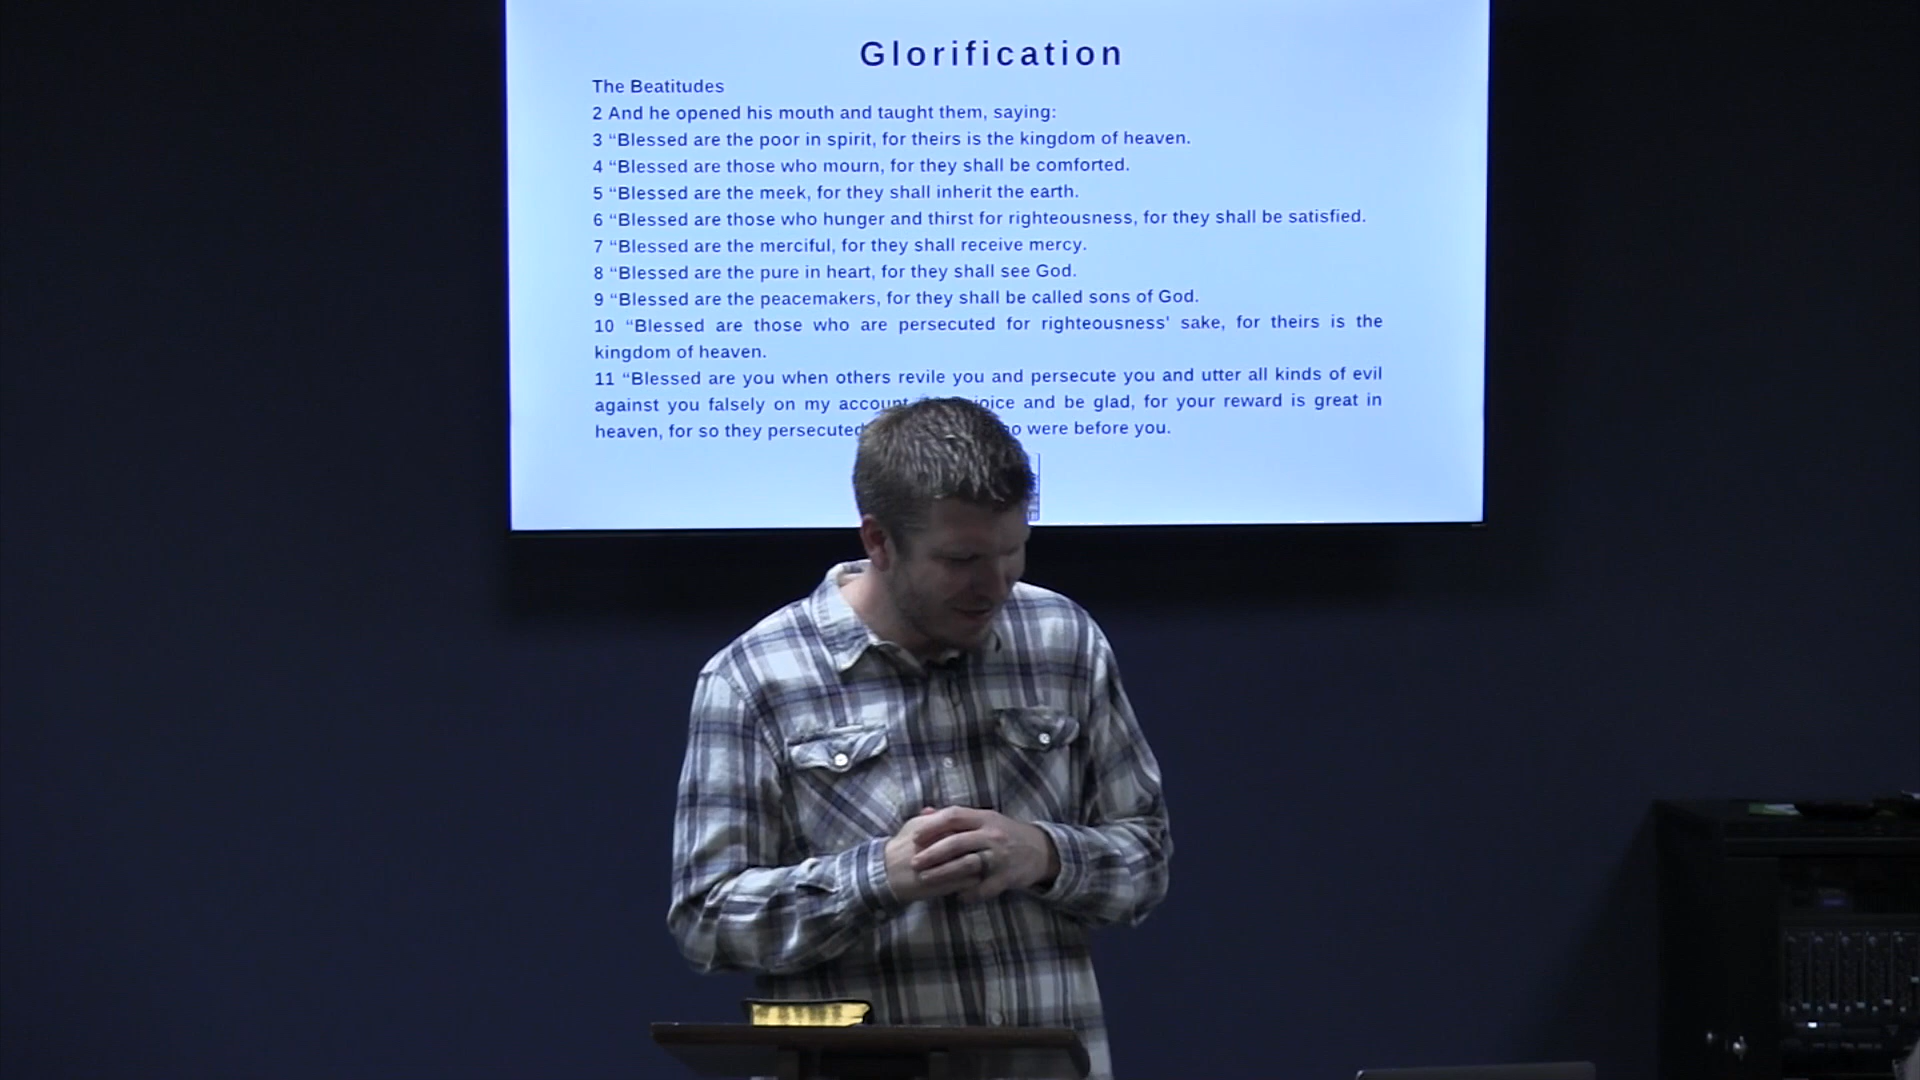 Glorification
The Beatitudes
2 And he opened his mouth and taught them, saying:
3 “Blessed are the poor in spirit, for theirs is the kingdom of heaven.
4 “Blessed are those who mourn, for they shall be comforted.
5 “Blessed are the meek, for they shall inherit the earth.
6 “Blessed are those who hunger and thirst for righteousness, for they shall be satisfied.
7 “Blessed are the merciful, for they shall receive mercy.
8 “Blessed are the pure in heart, for they shall see God.
9 “Blessed are the peacemakers, for they shall be called sons of God.
10 “Blessed are those who are persecuted for righteousness' sake, for theirs is the
kingdom of heaven.
11 “Blessed are you when others revile you and persecute you and utter all kinds of evil
against you falsely on my and be glad, for your reward is great in
heaven, for so they persecuted were before you.